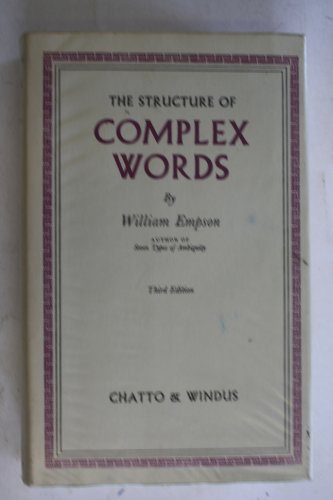 THE STRUCTURE OF
COMPLEX
WORDS
By
William Empson
AUTHOR OF
Seven Types of Ambiguity
Third Edition
CHATTO & WINDUS